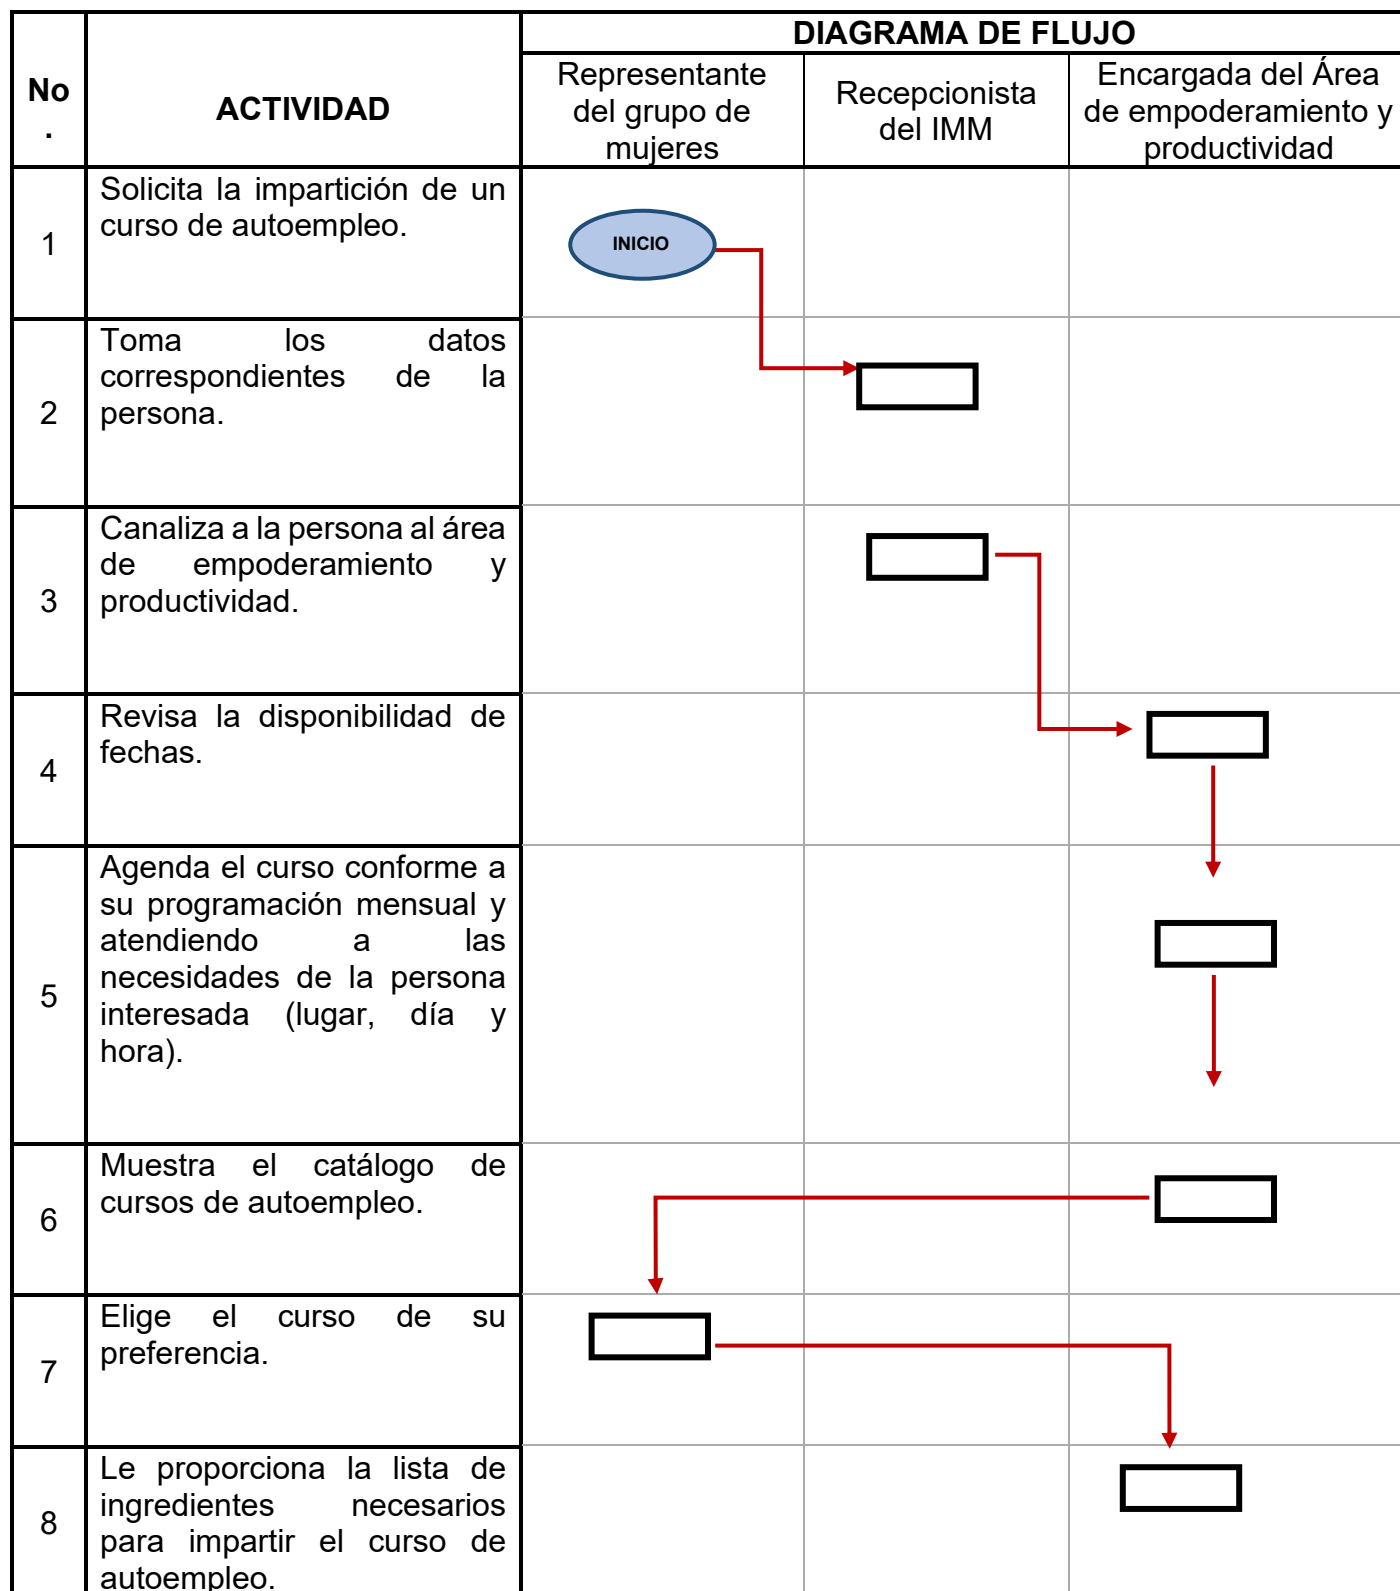 DIAGRAMA DE FLUJO
No
.
ACTIVIDAD
Representante
del grupo de
mujeres
Recepcionista
del IMM
Encargada del Área
de empoderamiento y
productividad
1
Solicita la impartición de un
curso de autoempleo.
INICIO
2
Toma los datos
correspondientes de la
persona.
3
Canaliza a la persona al área
de empoderamiento y
productividad.
4
Revisa la disponibilidad de
fechas.
5
Agenda el curso conforme a
su programación mensual y
atendiendo a las
necesidades de la persona
interesada (lugar, día y
hora).
6
Muestra el catálogo de
cursos de autoempleo.
7
Elige el curso de su
preferencia.
8
Le proporciona la lista de
ingredientes necesarios
para impartir el curso de
autoempleo.